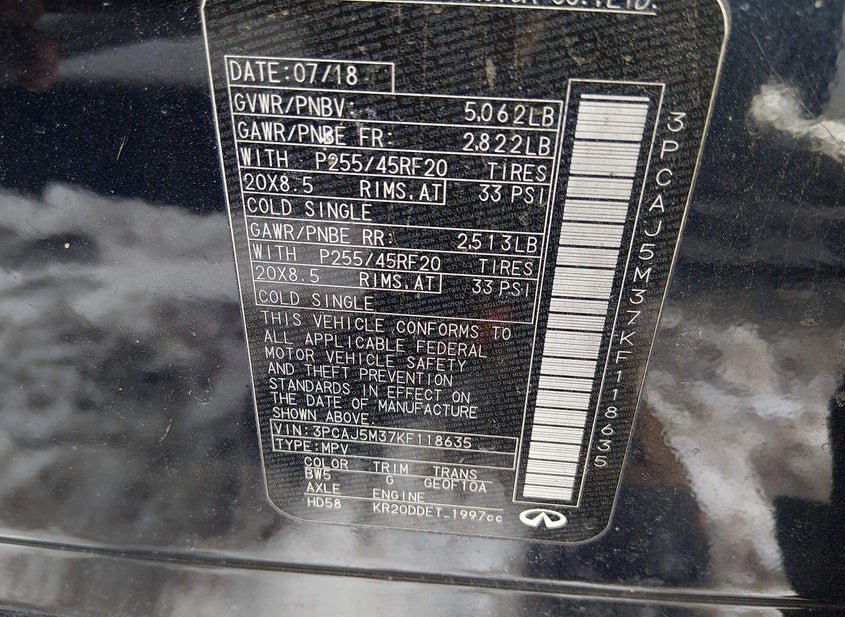 CO.,LTD.
DATE:07/18
GVWR/PNBV: 5,062LB
GAWR/PNBE FR: 2,822LB
WITH P255/45RF20 TIRES
20X8.5 RIMS,AT 33 PSI
COLD SINGLE
GAWR/PNBE RR: 2,513LB
WITH P255/45RF20 TIRES
20X8.5 RIMS,AT 33 PSI
COLD SINGLE
THIS VEHICLE CONFORMS TO
ALL APPLICABLE FEDERAL
MOTOR VEHICLE SAFETY
AND THEFT PREVENTION
STANDARDS IN EFFECT ON
THE DATE OF MANUFACTURE
SHOWN ABOVE.
VIN:3PCAJ5M37KF118635
TYPE:MPV
COLOR TRIM TRANS
BW5 G GE0F10A
AXLE ENGINE
HD58 KR20DDET_1997cc
3PCAJ5M37KF118635